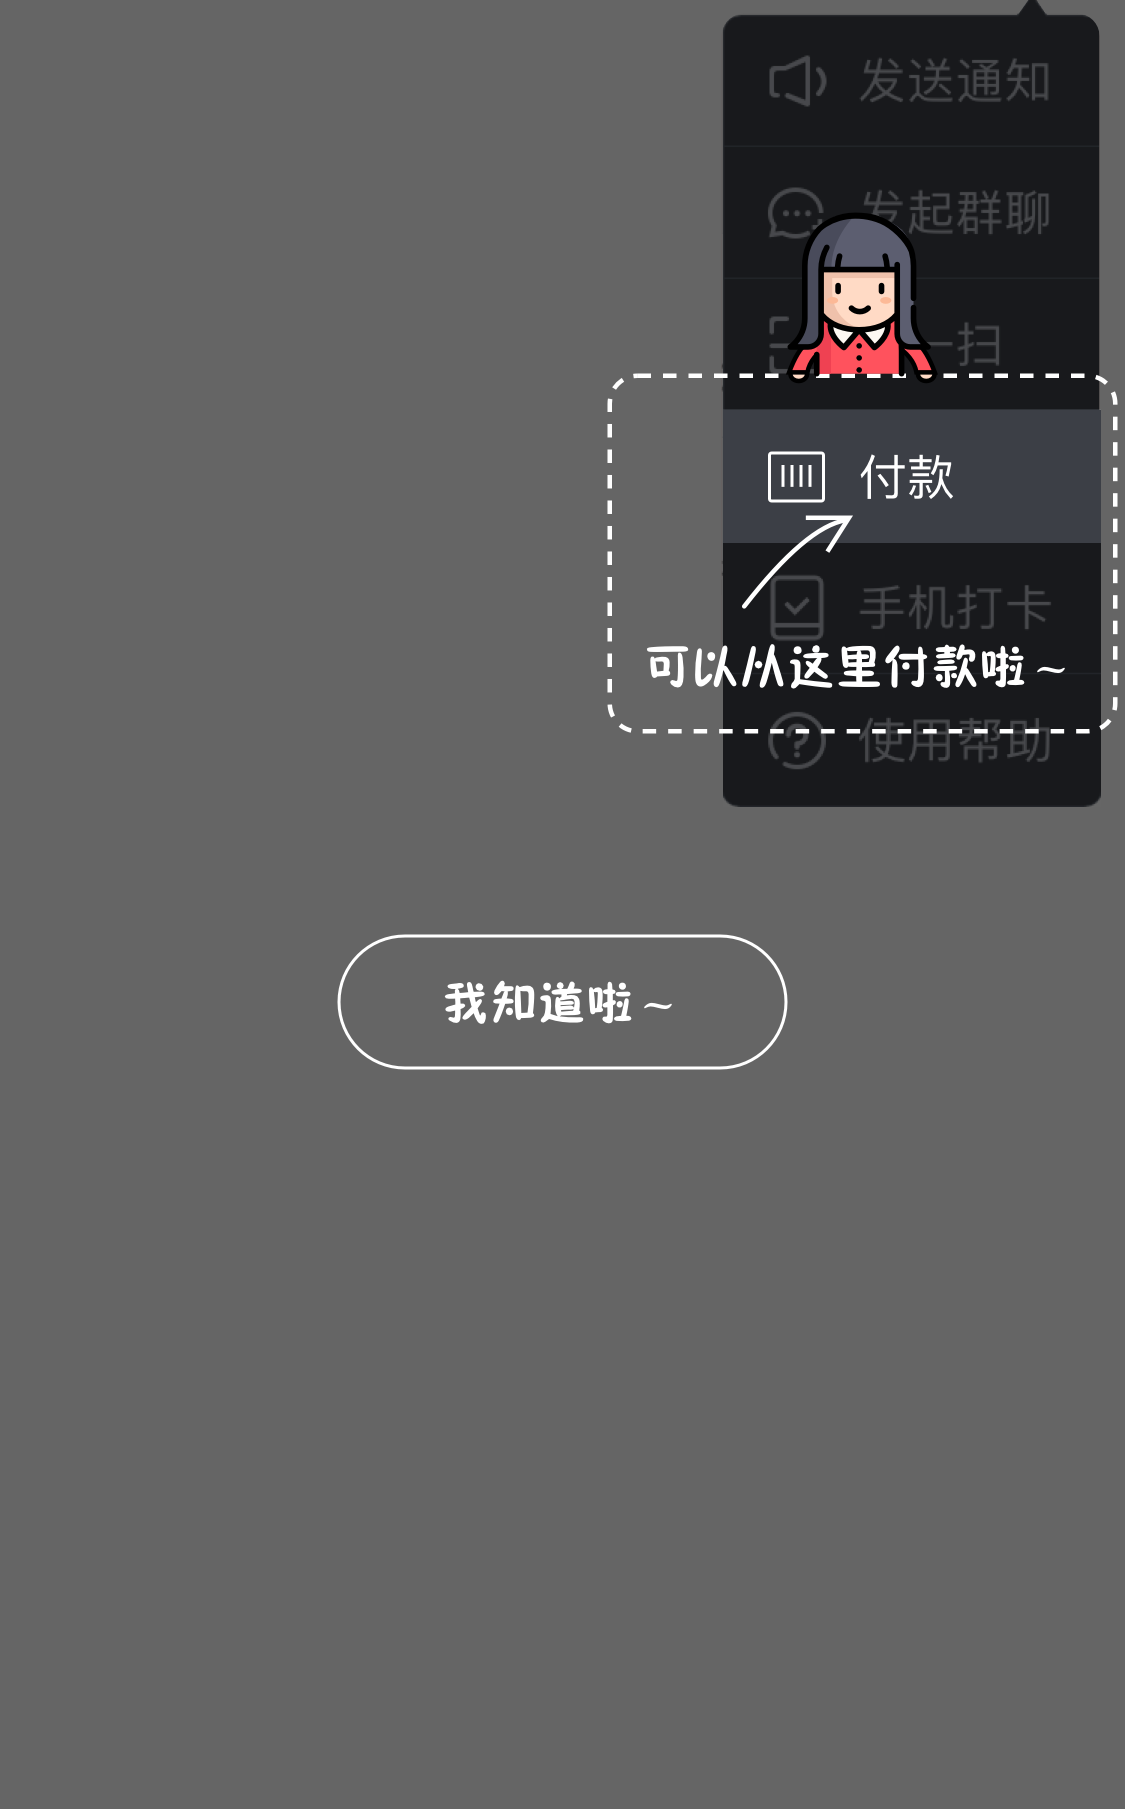 发送通知
发起群聊
一扫
付款
手机打卡
可以从这里付款啦~
使用帮助
我知道啦~